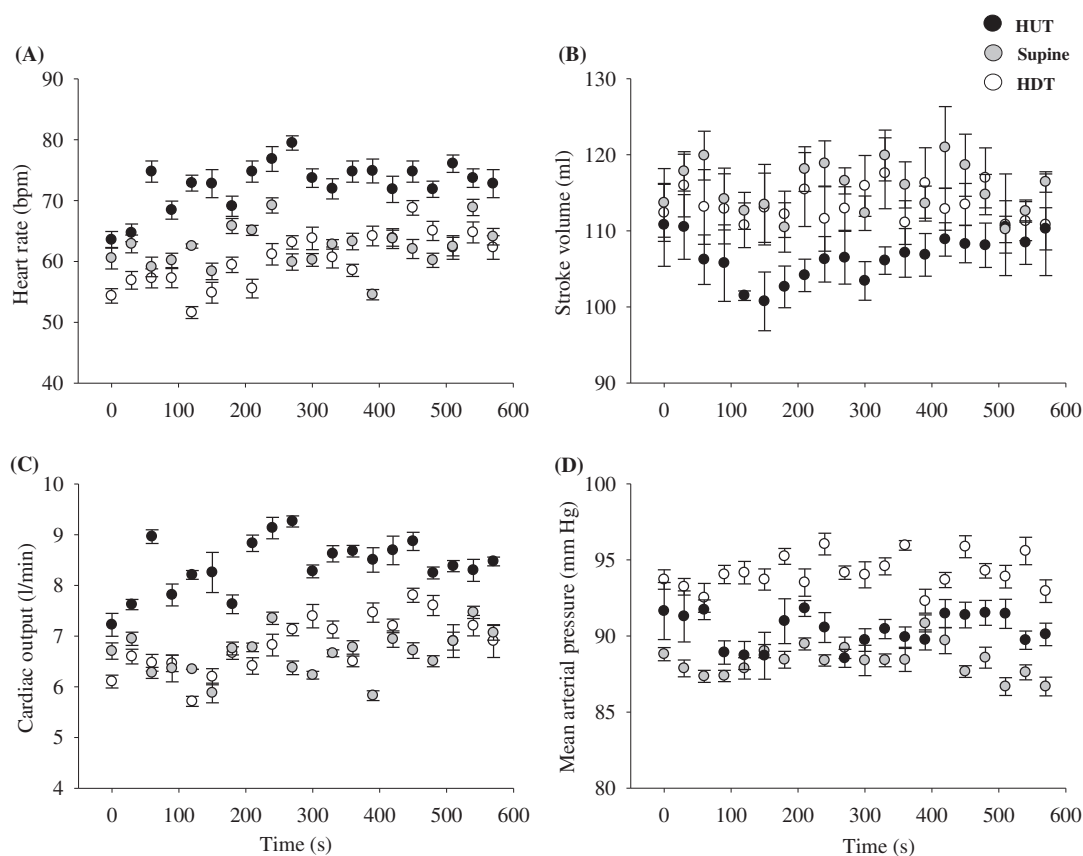 HUT
Supine
HDT
(A)
90
80
70
60
50
40
Heart rate (bpm)
0 100 200 300 400 500 600
(B)
130
120
110
100
90
Stroke volume (ml)
0 100 200 300 400 500 600
(C)
10
9
8
7
6
5
4
Cardiac output (l/min)
0 100 200 300 400 500 600
Time (s)
(D)
100
95
90
85
80
Mean arterial pressure (mm Hg)
0 100 200 300 400 500 600
Time (s)